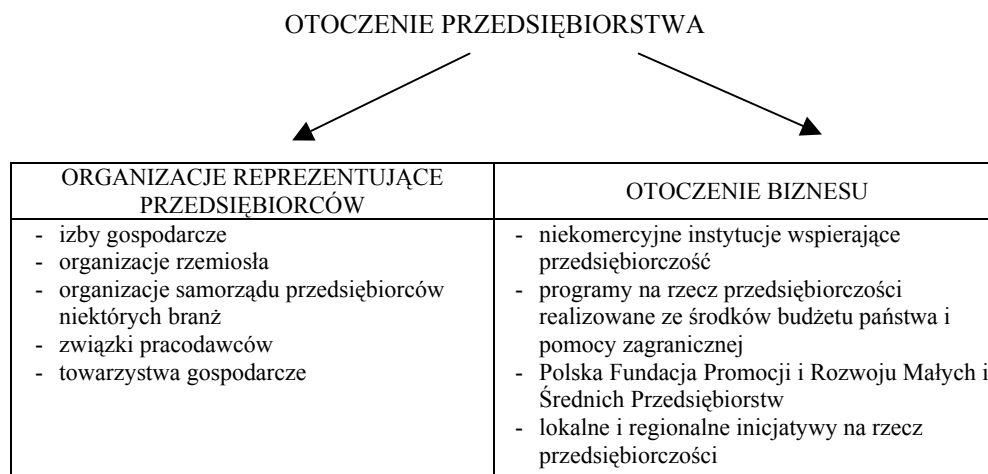 OTOCZENIE PRZEDSIĘBIORSTWA
ORGANIZACJE REPREZENTUJĄCE
PRZEDSIĘBIORCÓW
- izby gospodarcze
- organizacje rzemiosła
- organizacje samorządu przedsiębiorców
niektórych branż
- związki pracodawców
- towarzystwa gospodarcze
OTOCZENIE BIZNESU
- niekomercyjne instytucje wspierające
przedsiębiorczość
- programy na rzecz przedsiębiorczości
realizowane ze środków budżetu państwa i
pomocy zagranicznej
- Polska Fundacja Promocji i Rozwoju Małych i
Średnich Przedsiębiorstw
- lokalne i regionalne inicjatywy na rzecz
przedsiębiorczości